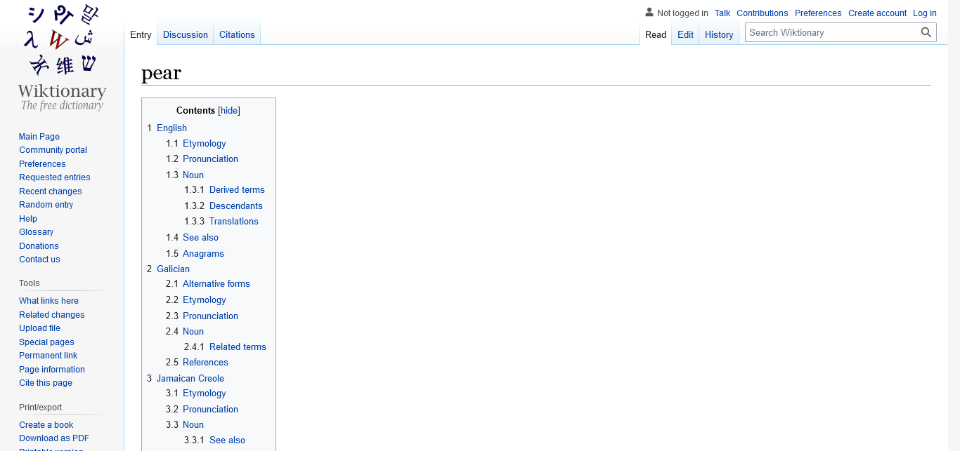 Not logged in Talk Contributions Preferences Create account Log in
Entry Discussion Citations Read Edit History Search Wiktionary
シ 말
λ W ش
维 ש
Wiktionary
The free dictionary
Main Page
Community portal
Preferences
Requested entries
Recent changes
Random entry
Help
Glossary
Donations
Contact us
Tools
What links here
Related changes
Upload file
Special pages
Permanent link
Page information
Cite this page
Print/export
Create a book
Download as PDF
Printable version
pear
Contents [hide]
1 English
1.1 Etymology
1.2 Pronunciation
1.3 Noun
1.3.1 Derived terms
1.3.2 Descendants
1.3.3 Translations
1.4 See also
1.5 Anagrams
2 Galician
2.1 Alternative forms
2.2 Etymology
2.3 Pronunciation
2.4 Noun
2.4.1 Related terms
2.5 References
3 Jamaican Creole
3.1 Etymology
3.2 Pronunciation
3.3 Noun
3.3.1 See also